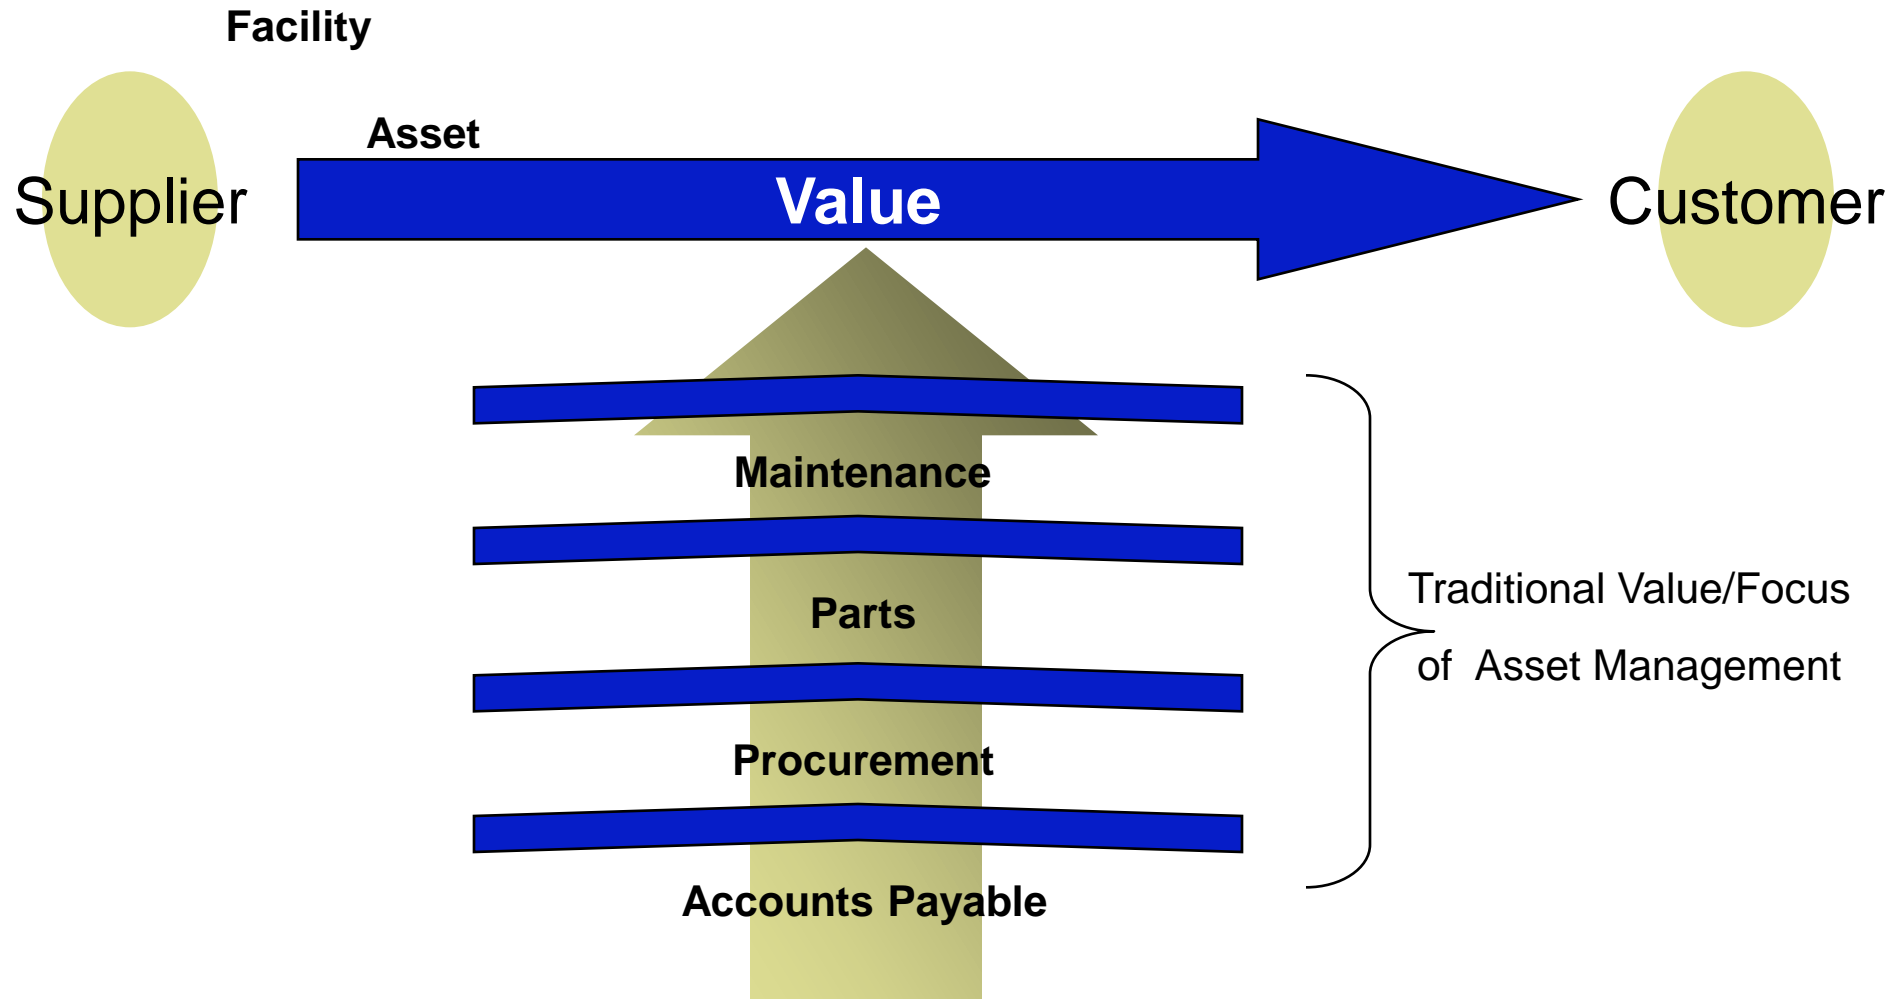 Facility
Asset
Supplier
Value
Customer
Maintenance
Parts
Traditional Value/Focus
of  Asset Management
Procurement
Accounts Payable